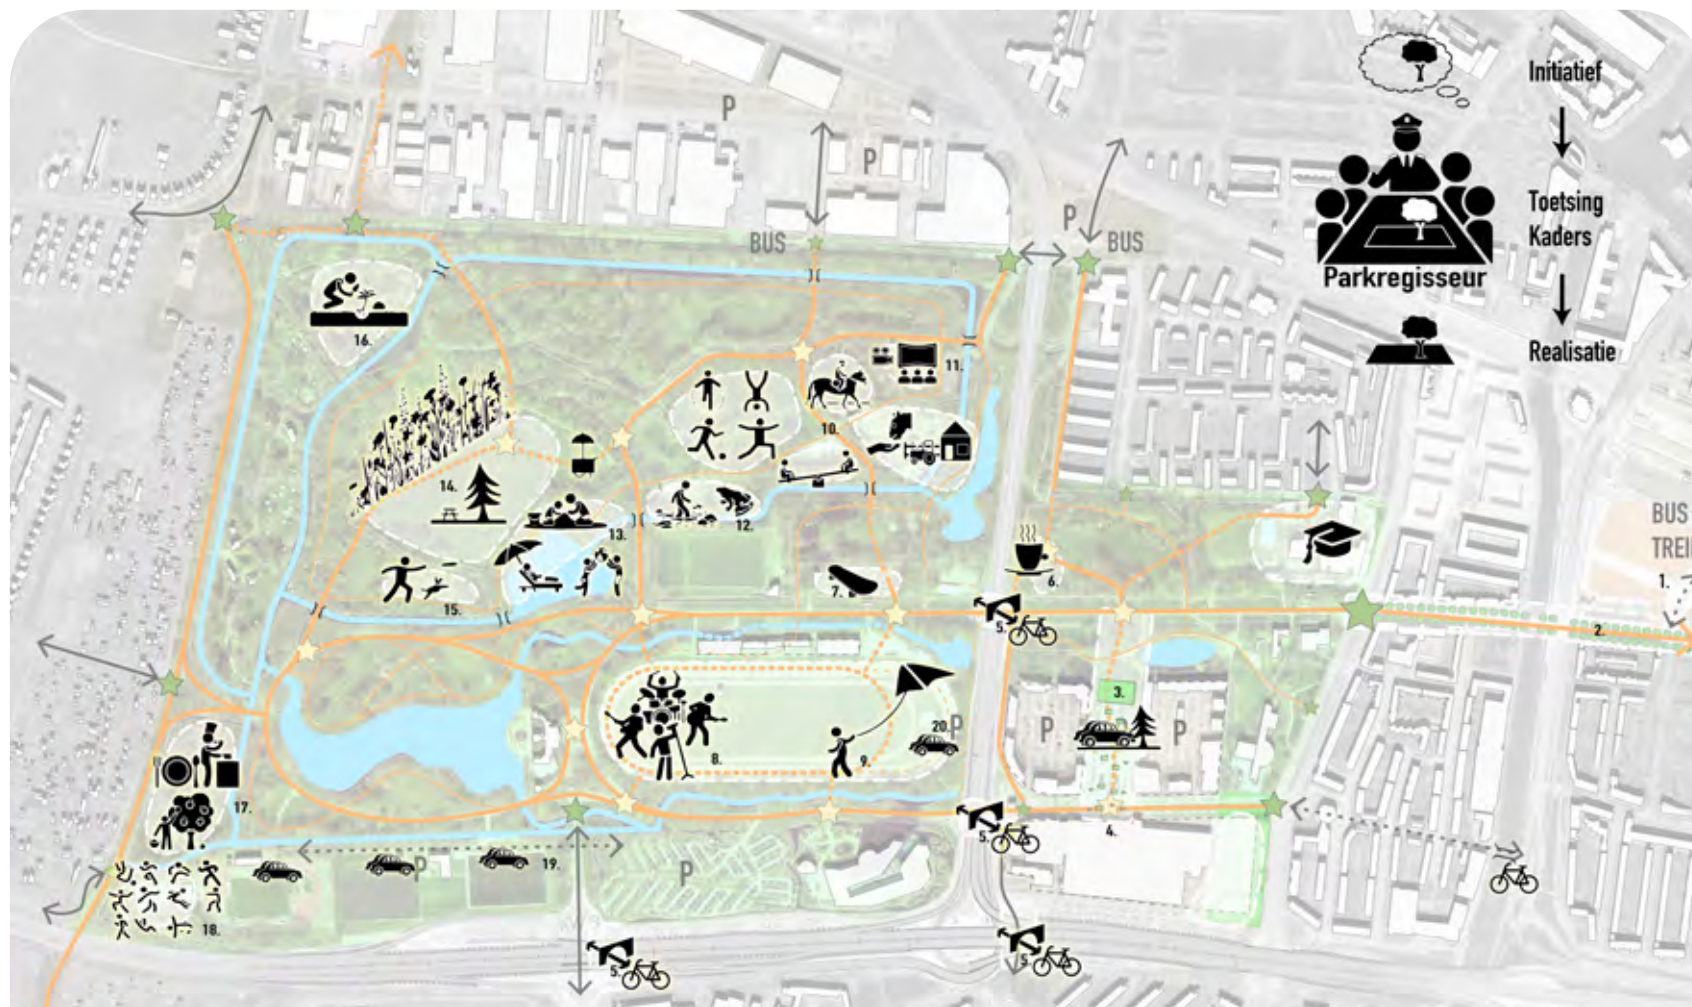 Initiatief
Toetsing
Kaders
Parkregisseur
Realisatie
P
P
P
BUS
BUS
16.
11.
10.
14.
12.
13.
15.
7.
6.
5.
BUS
TREI
1.
2.
3.
P
P
20.
P
8.
9.
17.
5.
4.
19.
P
P
18.
5.
5.